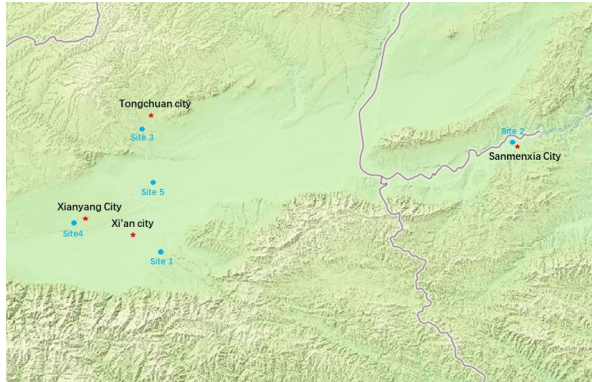 Tongchuan city
Site 3
Site 2
Sanmenxia City
Site 5
Xianyang City
Xi'an city
Site4
Site 1